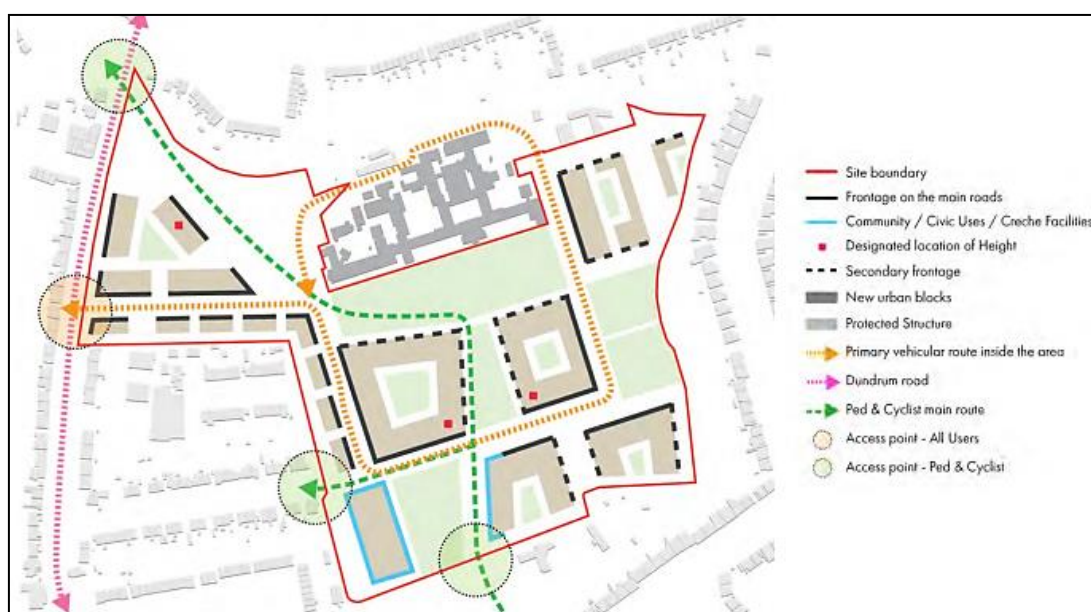 Site boundary
Frontage on the main roads
Community / Civic Uses / Creche Facilities
Designated location of Height
Secondary frontage
New urban blocks
Protected Structure
Primary vehicular route inside the area
Dundrum road
Ped & Cyclist main route
Access point - All Users
Access point - Ped & Cyclist